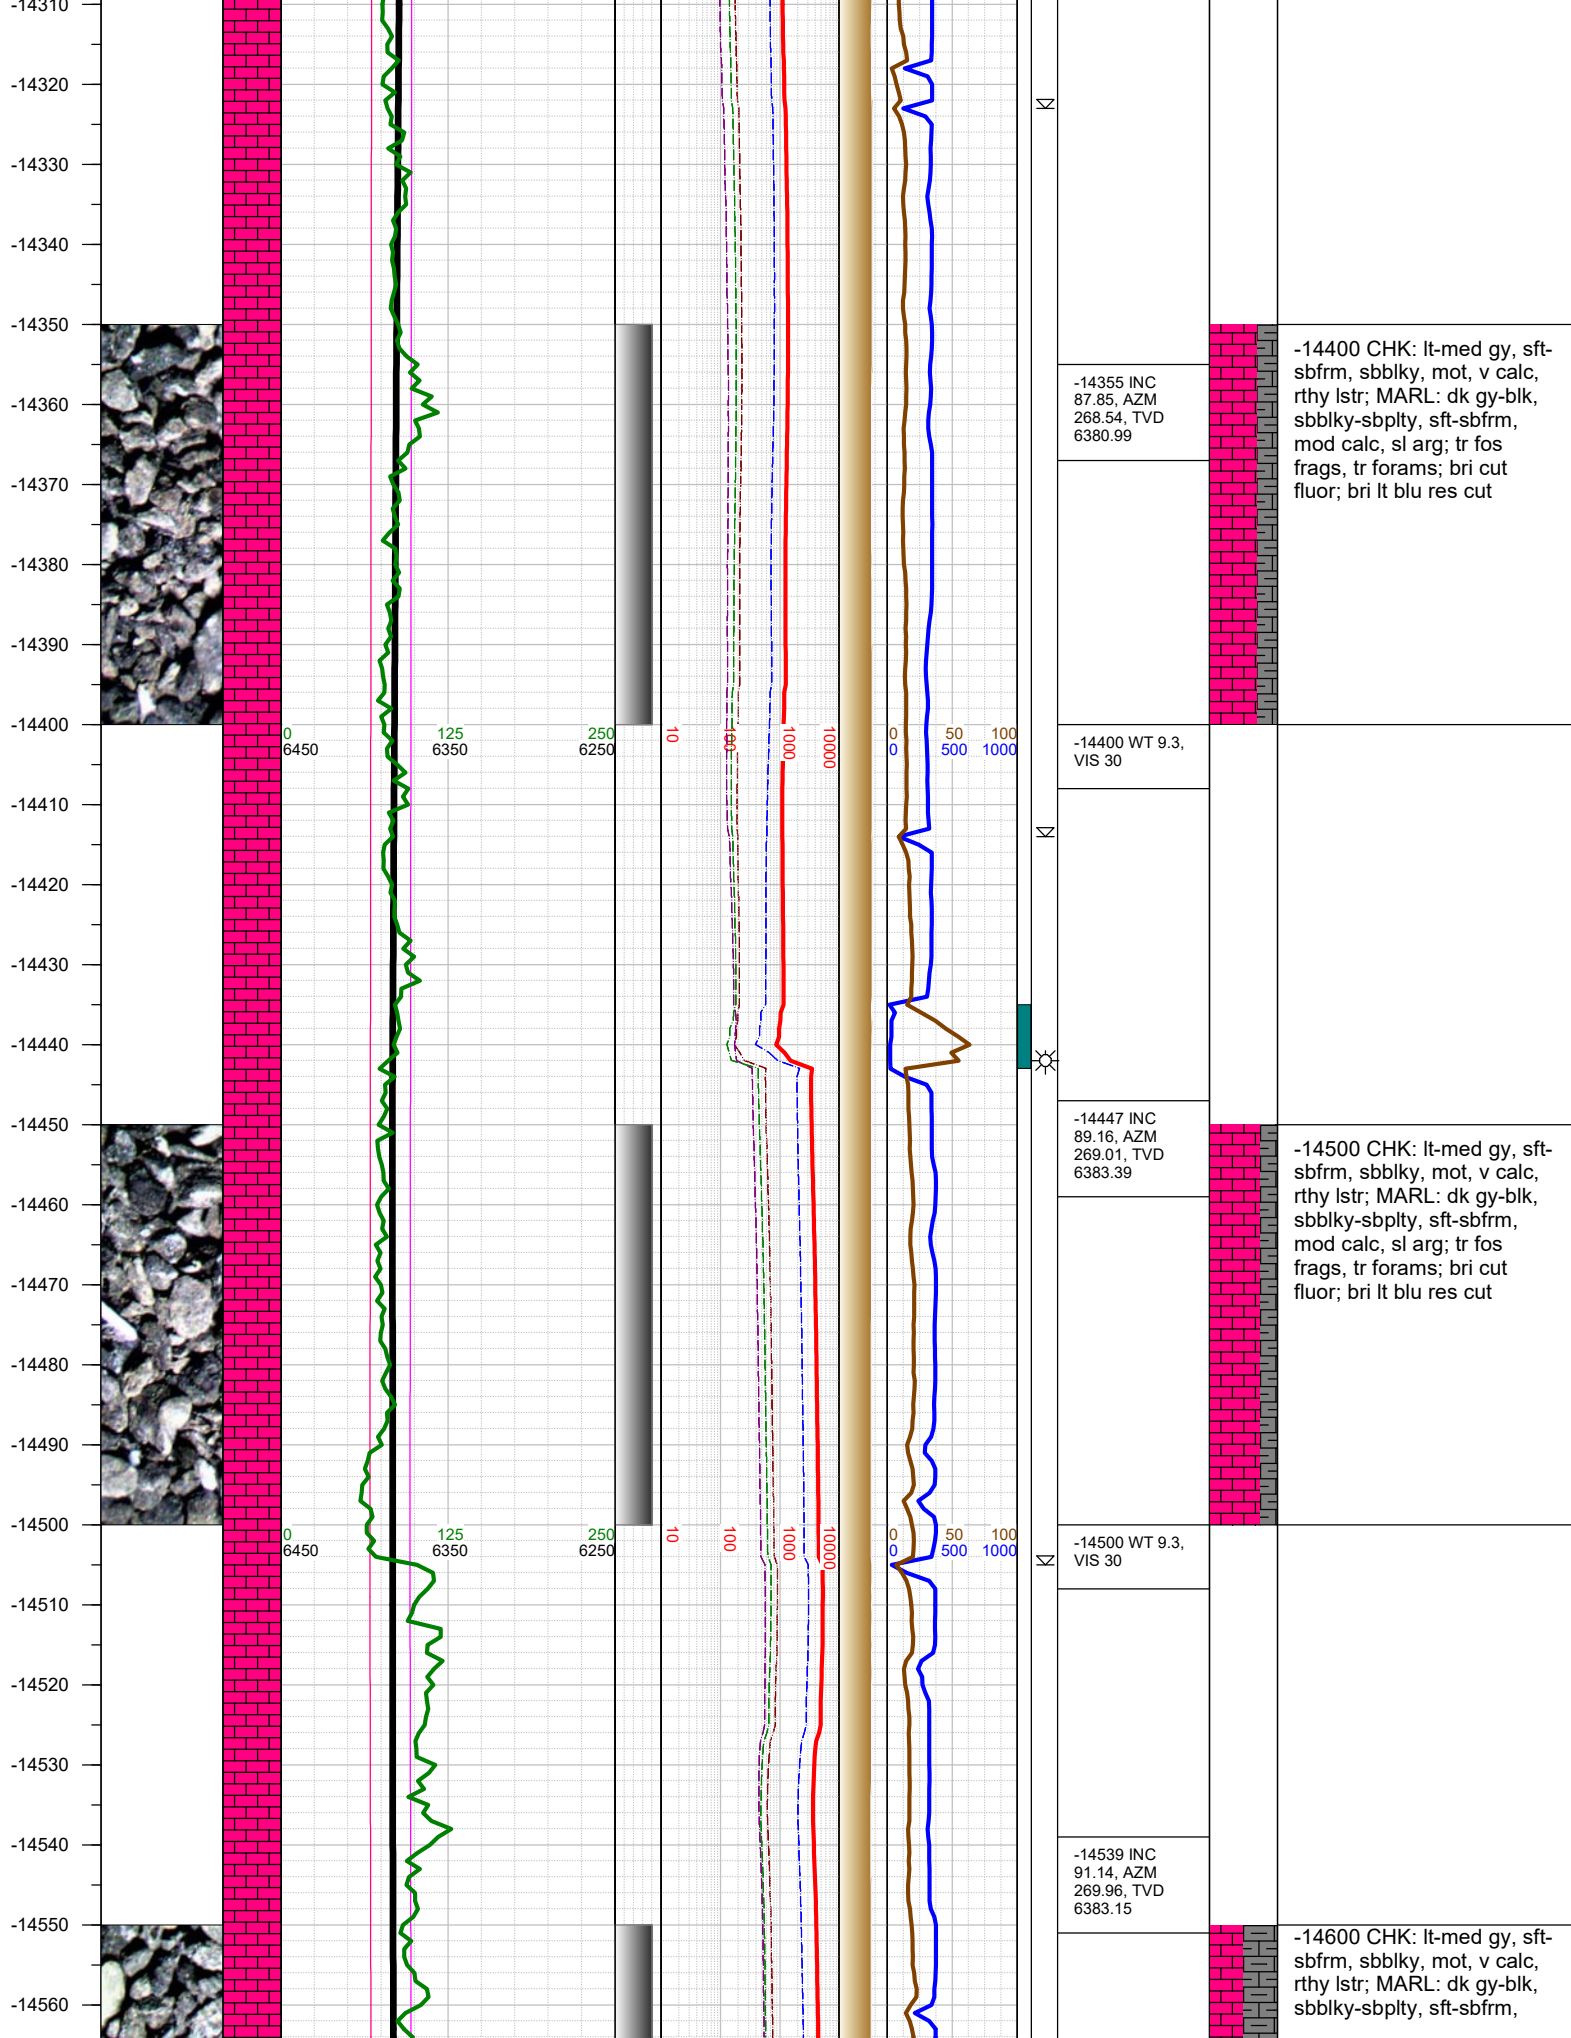 -14310
-14320
-14330
-14340
-14350
-14400 CHK: lt-med gy, sft-
sbfrm, sbblky, mot, v calc,
rthy lstr; MARL: dk gy-blk,
sbblky-sbplty, sft-sbfrm,
mod calc, sl arg; tr fos
frags, tr forams; bri cut
fluor; bri lt blu res cut
-14355 INC
87.85, AZM
268.54, TVD
6380.99
-14360
-14370
-14380
-14390
-14400
0 125 250
6450 6350 6250
10 100 1000 10000
0 50 100
0 500 1000
-14400 WT 9.3,
VIS 30
-14410
-14420
-14430
-14440
-14447 INC
89.16, AZM
269.01, TVD
6383.39
-14450
-14500 CHK: lt-med gy, sft-
sbfrm, sbblky, mot, v calc,
rthy lstr; MARL: dk gy-blk,
sbblky-sbplty, sft-sbfrm,
mod calc, sl arg; tr fos
frags, tr forams; bri cut
fluor; bri lt blu res cut
-14460
-14470
-14480
-14490
-14500
0 125 250
6450 6350 6250
10 100 1000 10000
0 50 100
0 500 1000
-14500 WT 9.3,
VIS 30
-14510
-14520
-14530
-14540
-14539 INC
91.14, AZM
269.96, TVD
6383.15
-14550
-14600 CHK: lt-med gy, sft-
sbfrm, sbblky, mot, v calc,
rthy lstr; MARL: dk gy-blk,
sbblky-sbplty, sft-sbfrm,
-14560